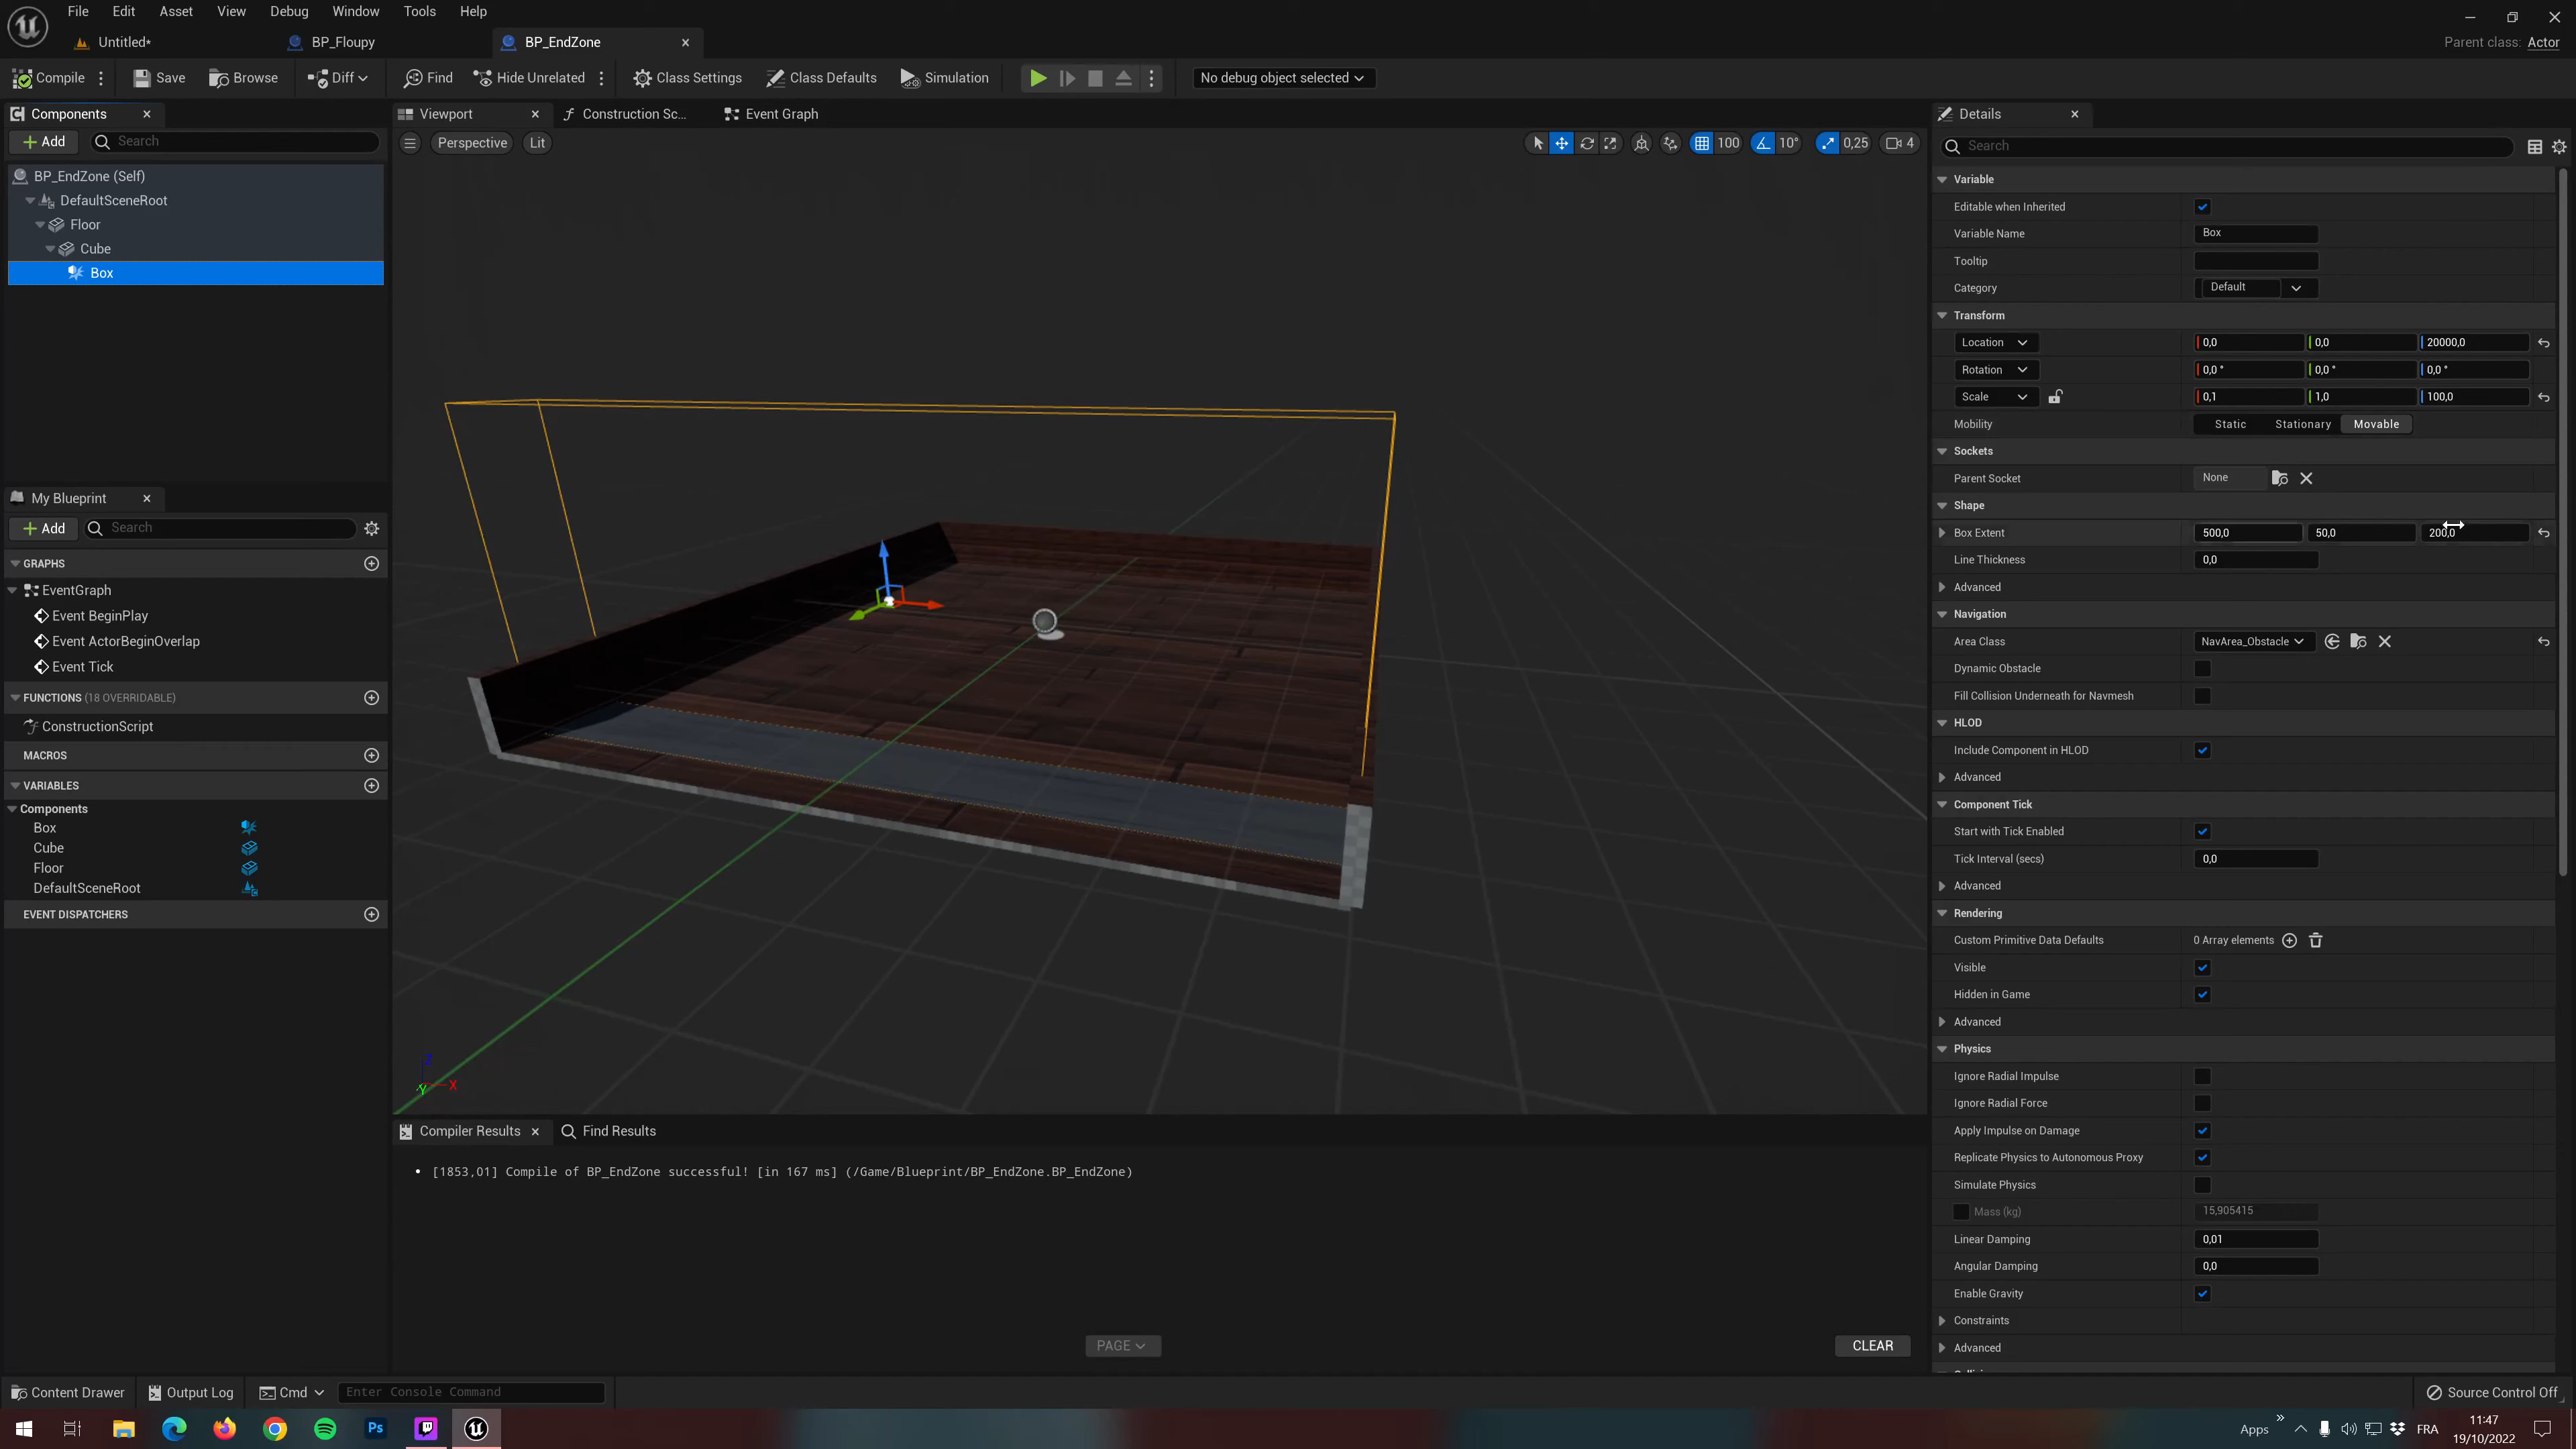 File Edit Asset View Debug Window Tools Help
Untitled* BP_Floupy BP_EndZone Parent class: Actor
Compile Save Browse Diff Find Hide Unrelated Class Settings Class Defaults Simulation No debug object selected
Components
Add Search
BP_EndZone (Self)
DefaultSceneRoot
Floor
Cube
Box
My Blueprint
Add Search
GRAPHS
EventGraph
Event BeginPlay
Event ActorBeginOverlap
Event Tick
FUNCTIONS (18 OVERRIDABLE)
ConstructionScript
MACROS
VARIABLES
Components
Box
Cube
Floor
DefaultSceneRoot
EVENT DISPATCHERS
Viewport Construction Sc... Event Graph
Perspective Lit 100 10° 0,25 4
Z
X
Y
Compiler Results Find Results
• [1853,01] Compile of BP_EndZone successful! [in 167 ms] (/Game/Blueprint/BP_EndZone.BP_EndZone)
PAGE CLEAR
Details
Search
Variable
Editable when Inherited
Variable Name Box
Tooltip
Category Default
Transform
Location 0,0 0,0 20000,0
Rotation 0,0 ° 0,0 ° 0,0 °
Scale 0,1 1,0 100,0
Mobility Static Stationary Movable
Sockets
Parent Socket None
Shape
Box Extent 500,0 50,0 200,0
Line Thickness 0,0
Advanced
Navigation
Area Class NavArea_Obstacle
Dynamic Obstacle
Fill Collision Underneath for Navmesh
HLOD
Include Component in HLOD
Advanced
Component Tick
Start with Tick Enabled
Tick Interval (secs) 0,0
Advanced
Rendering
Custom Primitive Data Defaults 0 Array elements
Visible
Hidden in Game
Advanced
Physics
Ignore Radial Impulse
Ignore Radial Force
Apply Impulse on Damage
Replicate Physics to Autonomous Proxy
Simulate Physics
Mass (kg) 15,905415
Linear Damping 0,01
Angular Damping 0,0
Enable Gravity
Constraints
Advanced
Content Drawer Output Log Cmd Enter Console Command Source Control Off
Ps Apps FRA 11:47
19/10/2022